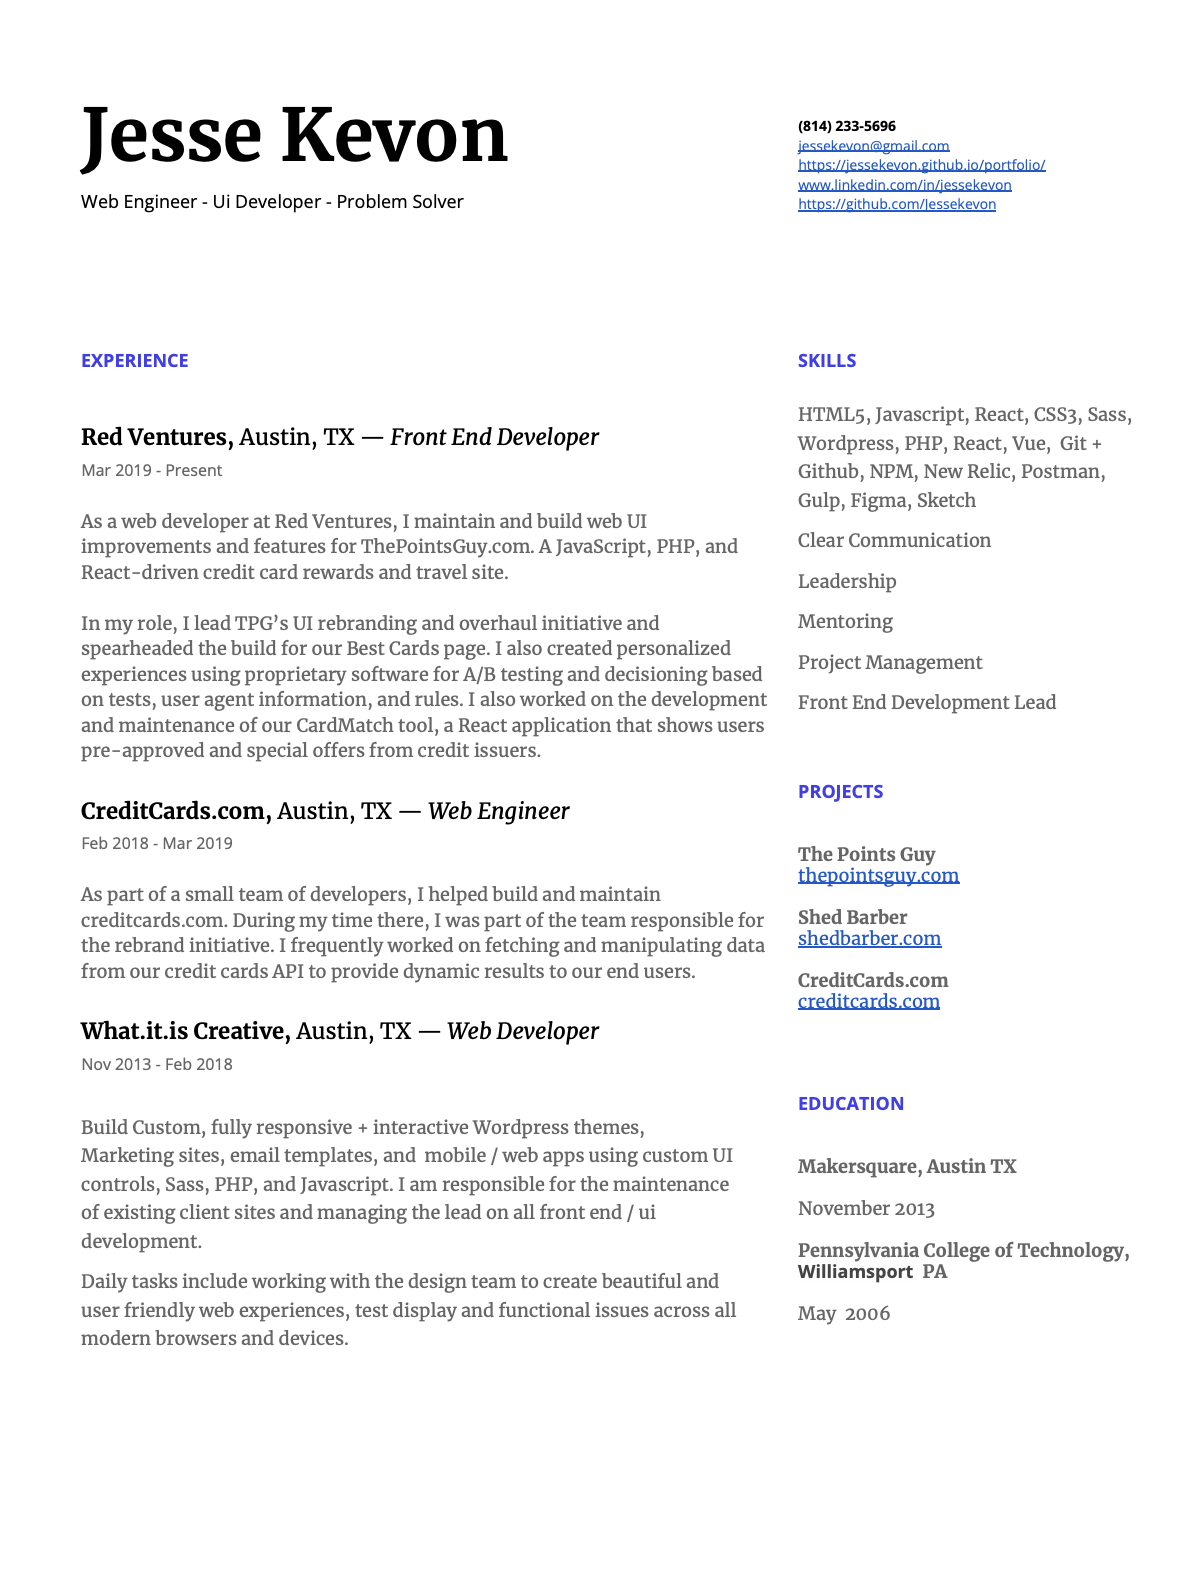 Jesse Kevon
Web Engineer - Ui Developer - Problem Solver
(814) 233-5696
jessekevon@gmail.com
https://jessekevon.github.io/portfolio/
www.linkedin.com/in/jessekevon
https://github.com/Jessekevon
EXPERIENCE
Red Ventures, Austin, TX — Front End Developer
Mar 2019 - Present
As a web developer at Red Ventures, I maintain and build web UI
improvements and features for ThePointsGuy.com. A JavaScript, PHP, and
React-driven credit card rewards and travel site.
In my role, I lead TPG’s UI rebranding and overhaul initiative and
spearheaded the build for our Best Cards page. I also created personalized
experiences using proprietary software for A/B testing and decisioning based
on tests, user agent information, and rules. I also worked on the development
and maintenance of our CardMatch tool, a React application that shows users
pre-approved and special offers from credit issuers.
CreditCards.com, Austin, TX — Web Engineer
Feb 2018 - Mar 2019
As part of a small team of developers, I helped build and maintain
creditcards.com. During my time there, I was part of the team responsible for
the rebrand initiative. I frequently worked on fetching and manipulating data
from our credit cards API to provide dynamic results to our end users.
What.it.is Creative, Austin, TX — Web Developer
Nov 2013 - Feb 2018
Build Custom, fully responsive + interactive Wordpress themes,
Marketing sites, email templates, and  mobile / web apps using custom UI
controls, Sass, PHP, and Javascript. I am responsible for the maintenance
of existing client sites and managing the lead on all front end / ui
development.
Daily tasks include working with the design team to create beautiful and
user friendly web experiences, test display and functional issues across all
modern browsers and devices.
SKILLS
HTML5, Javascript, React, CSS3, Sass,
Wordpress, PHP, React, Vue,  Git +
Github, NPM, New Relic, Postman,
Gulp, Figma, Sketch
Clear Communication
Leadership
Mentoring
Project Management
Front End Development Lead
PROJECTS
The Points Guy
thepointsguy.com
Shed Barber
shedbarber.com
CreditCards.com
creditcards.com
EDUCATION
Makersquare, Austin TX
November 2013
Pennsylvania College of Technology,
Williamsport  PA
May  2006